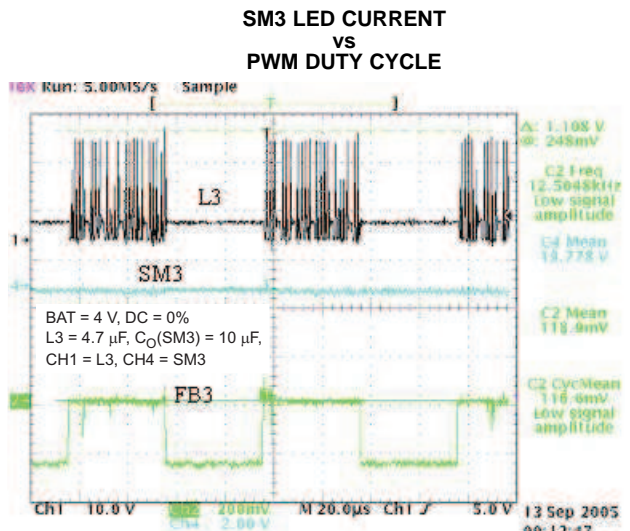 SM3 LED CURRENT
vs
PWM DUTY CYCLE
Run: 5.00MS/s Sample
[ T ]
Δ: 1.108 V
@: 248mV
C2 Freq
12.5048kHz
Low signal
amplitude
L3
1
C4 Mean
SM3
BAT = 4 V, DC = 0%
L3 = 4.7 μF, CO(SM3) = 10 μF,
CH1 = L3, CH4 = SM3
C2 Mean
118.9mV
FB3
C2 CycMean
116.6mV
Low signal
amplitude
Ch1 10.0 V 200mV M 20.0μs Ch1 5.0 V
Ch4 2.00 V
13 Sep 2005